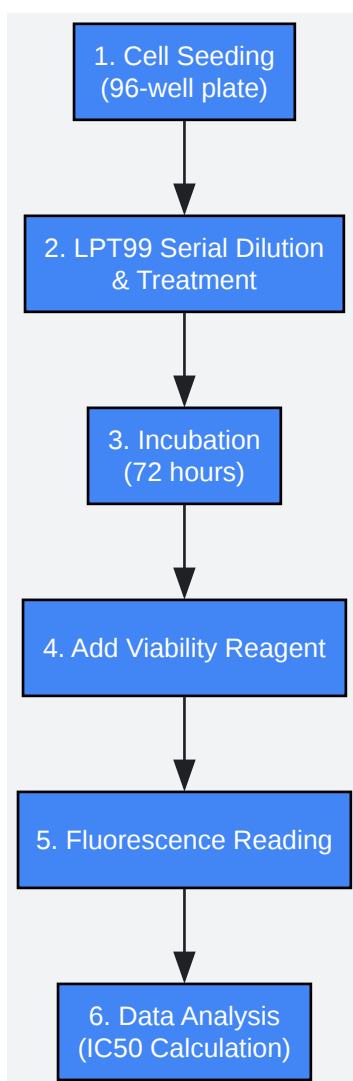 1. Cell Seeding
(96-well plate)
2. LPT99 Serial Dilution
& Treatment
3. Incubation
(72 hours)
4. Add Viability Reagent
5. Fluorescence Reading
6. Data Analysis
(IC50 Calculation)